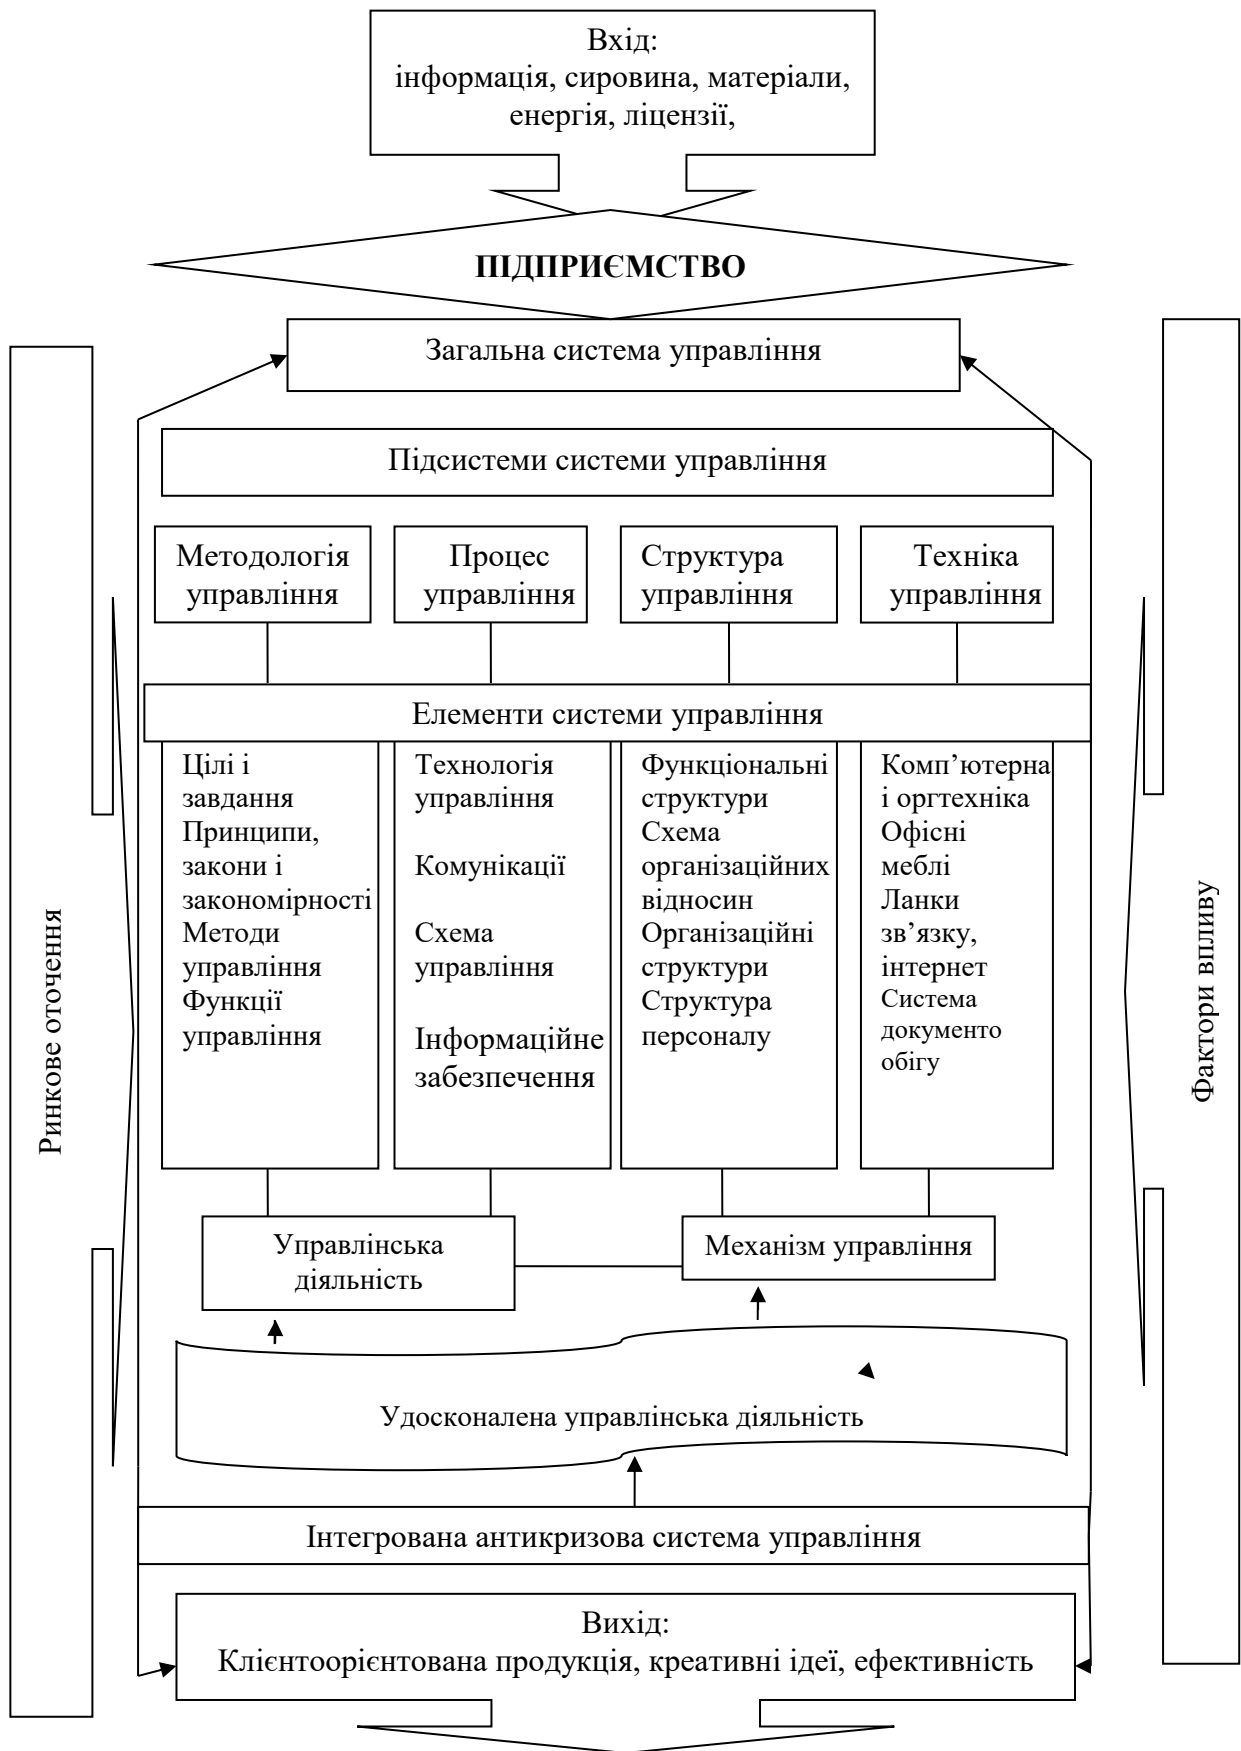 Вхід:
інформація, сировина, матеріали,
енергія, ліцензії,
ПІДПРИЄМСТВО
Загальна система управління
Підсистеми системи управління
Методологія
управління
Процес
управління
Структура
управління
Техніка
управління
Елементи системи управління
Цілі і
завдання
Принципи,
закони і
закономірності
Методи
управління
Функції
управління
Технологія
управління
Комунікації
Схема
управління
Інформаційне
забезпечення
Функціональні
структури
Схема
організаційних
відносин
Організаційні
структури
Структура
персоналу
Комп’ютерна
і оргтехніка
Офісні
меблі
Ланки
зв’язку,
інтернет
Система
документо
обігу
Ринкове оточення
Фактори впливу
Управлінська
діяльність
Механізм управління
Удосконалена управлінська діяльність
Інтегрована антикризова система управління
Вихід:
Клієнтоорієнтована продукція, креативні ідеї, ефективність